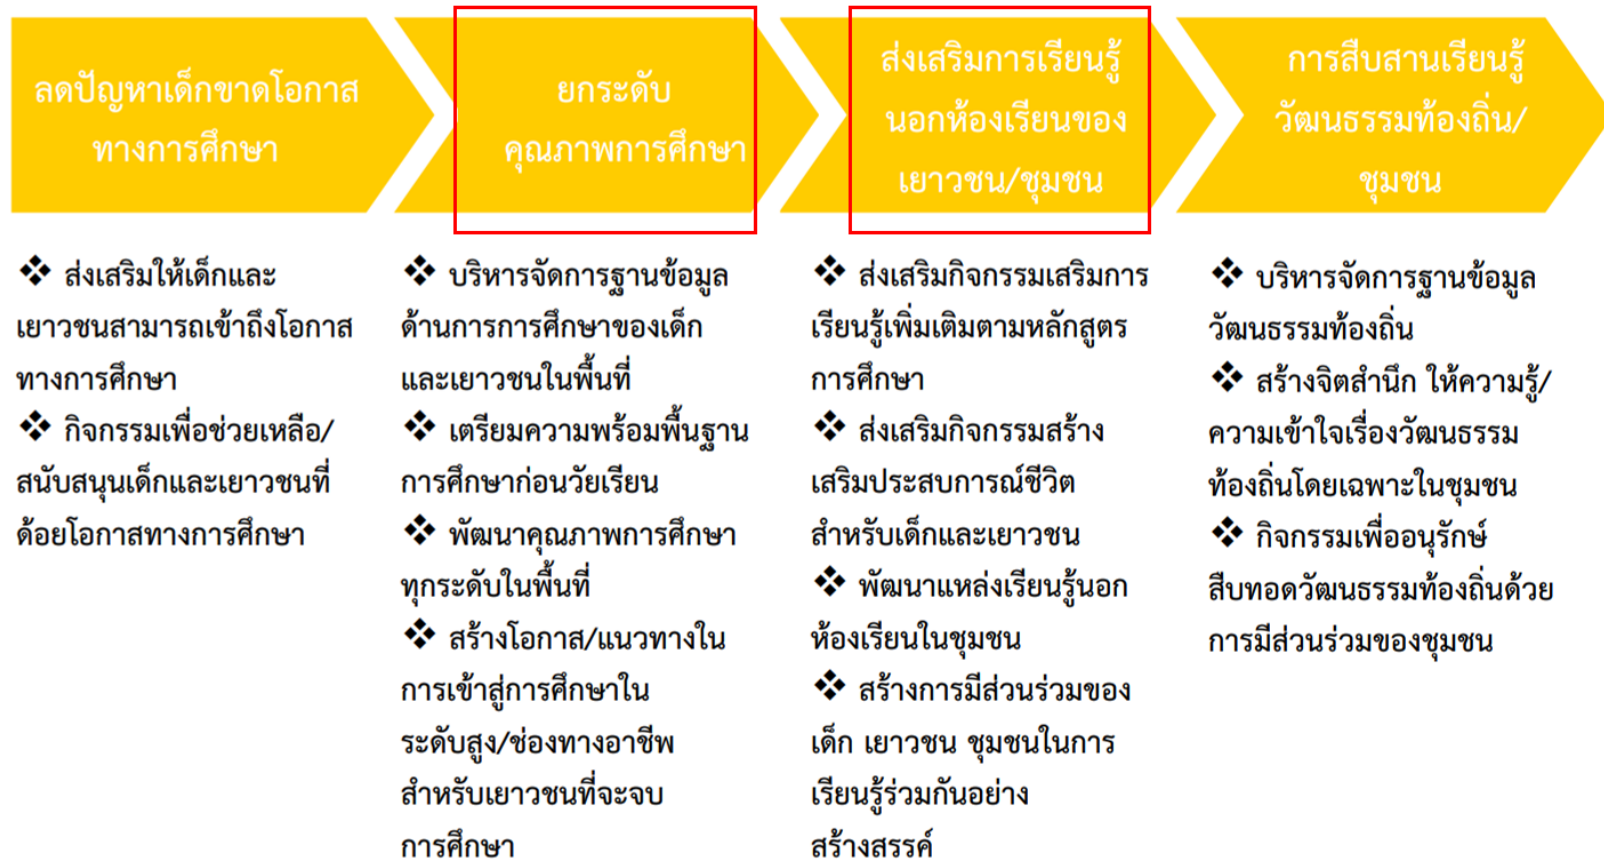 ลดปัญหาเด็กขาดโอกาส
ทางการศึกษา
ยกระดับ
คุณภาพการศึกษา
ส่งเสริมการเรียนรู้
นอกห้องเรียนของ
เยาวชน/ชุมชน
การสืบสานเรียนรู้
วัฒนธรรมท้องถิ่น/
ชุมชน
❖ ส่งเสริมให้เด็กและ
เยาวชนสามารถเข้าถึงโอกาส
ทางการศึกษา
❖ กิจกรรมเพื่อช่วยเหลือ/
สนับสนุนเด็กและเยาวชนที่
ด้อยโอกาสทางการศึกษา
❖ บริหารจัดการฐานข้อมูล
ด้านการการศึกษาของเด็ก
และเยาวชนในพื้นที่
❖ เตรียมความพร้อมพื้นฐาน
การศึกษาก่อนวัยเรียน
❖ พัฒนาคุณภาพการศึกษา
ทุกระดับในพื้นที่
❖ สร้างโอกาส/แนวทางใน
การเข้าสู่การศึกษาใน
ระดับสูง/ช่องทางอาชีพ
สำหรับเยาวชนที่จะจบ
การศึกษา
❖ ส่งเสริมกิจกรรมเสริมการ
เรียนรู้เพิ่มเติมตามหลักสูตร
การศึกษา
❖ ส่งเสริมกิจกรรมสร้าง
เสริมประสบการณ์ชีวิต
สำหรับเด็กและเยาวชน
❖ พัฒนาแหล่งเรียนรู้นอก
ห้องเรียนในชุมชน
❖ สร้างการมีส่วนร่วมของ
เด็ก เยาวชน ชุมชนในการ
เรียนรู้ร่วมกันอย่าง
สร้างสรรค์
❖ บริหารจัดการฐานข้อมูล
วัฒนธรรมท้องถิ่น
❖ สร้างจิตสำนึก ให้ความรู้/
ความเข้าใจเรื่องวัฒนธรรม
ท้องถิ่นโดยเฉพาะในชุมชน
❖ กิจกรรมเพื่ออนุรักษ์
สืบทอดวัฒนธรรมท้องถิ่นด้วย
การมีส่วนร่วมของชุมชน